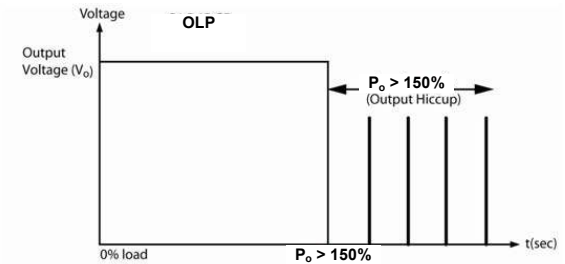 Voltage
OLP
Output
Voltage (Vₒ)
Pₒ > 150%
(Output Hiccup)
t(sec)
0% load
Pₒ > 150%